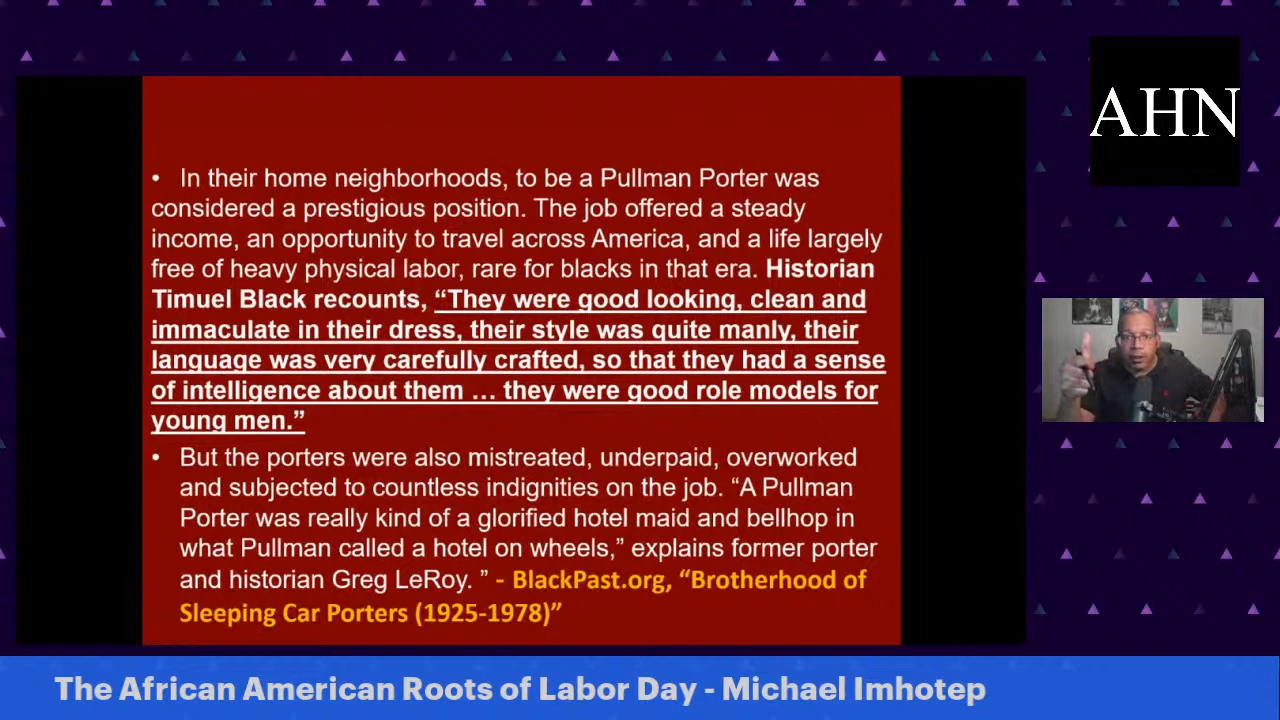 AHN
• In their home neighborhoods, to be a Pullman Porter was
considered a prestigious position. The job offered a steady
income, an opportunity to travel across America, and a life largely
free of heavy physical labor, rare for blacks in that era. Historian
Timuel Black recounts, “They were good looking, clean and
immaculate in their dress, their style was quite manly, their
language was very carefully crafted, so that they had a sense
of intelligence about them … they were good role models for
young men.”
• But the porters were also mistreated, underpaid, overworked
and subjected to countless indignities on the job. “A Pullman
Porter was really kind of a glorified hotel maid and bellhop in
what Pullman called a hotel on wheels,” explains former porter
and historian Greg LeRoy. ” - BlackPast.org, “Brotherhood of
Sleeping Car Porters (1925-1978)”
The African American Roots of Labor Day - Michael Imhotep